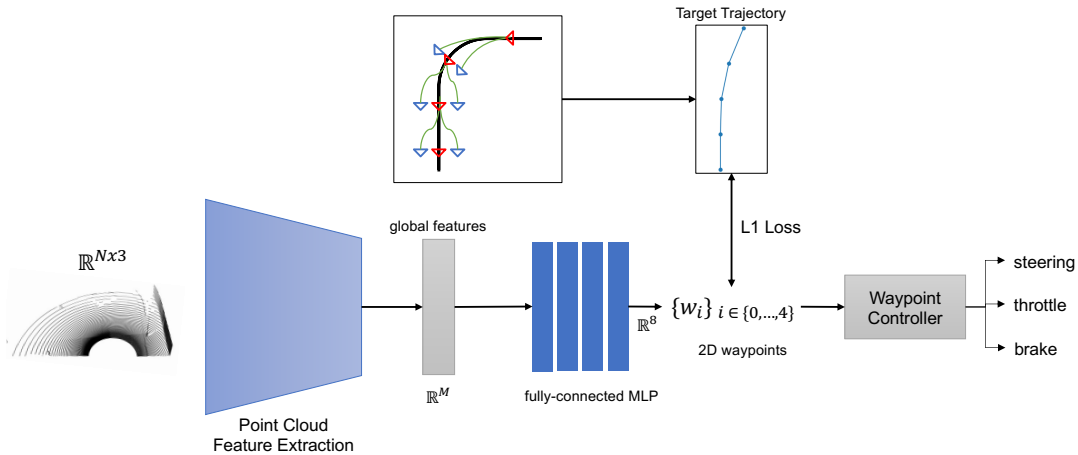 Target Trajectory
L1 Loss
ℝ^{Nx3}
global features
ℝ^M
Point Cloud
Feature Extraction
fully-connected MLP
ℝ^8
{w_i} i ∈ {0,…,4}
2D waypoints
Waypoint
Controller
steering
throttle
brake